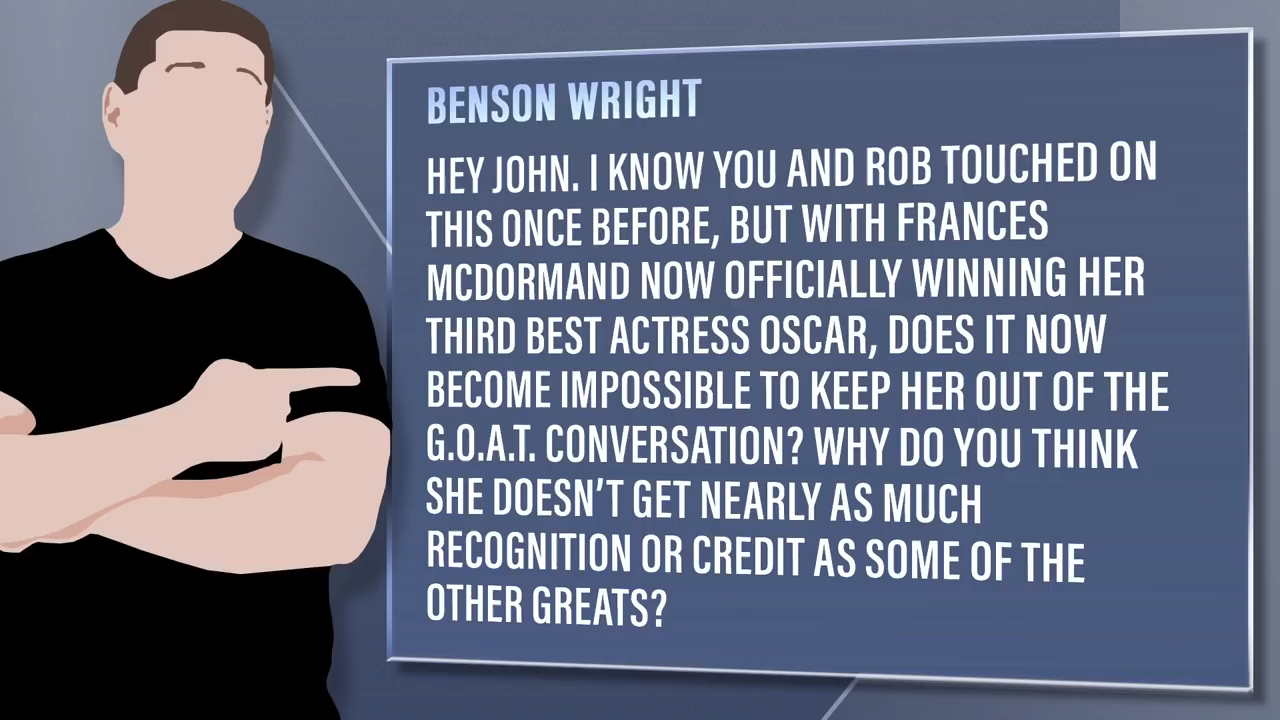 BENSON WRIGHT
HEY JOHN. I KNOW YOU AND ROB TOUCHED ON
THIS ONCE BEFORE, BUT WITH FRANCES
MCDORMAND NOW OFFICIALLY WINNING HER
THIRD BEST ACTRESS OSCAR, DOES IT NOW
BECOME IMPOSSIBLE TO KEEP HER OUT OF THE
G.O.A.T. CONVERSATION? WHY DO YOU THINK
SHE DOESN'T GET NEARLY AS MUCH
RECOGNITION OR CREDIT AS SOME OF THE
OTHER GREATS?